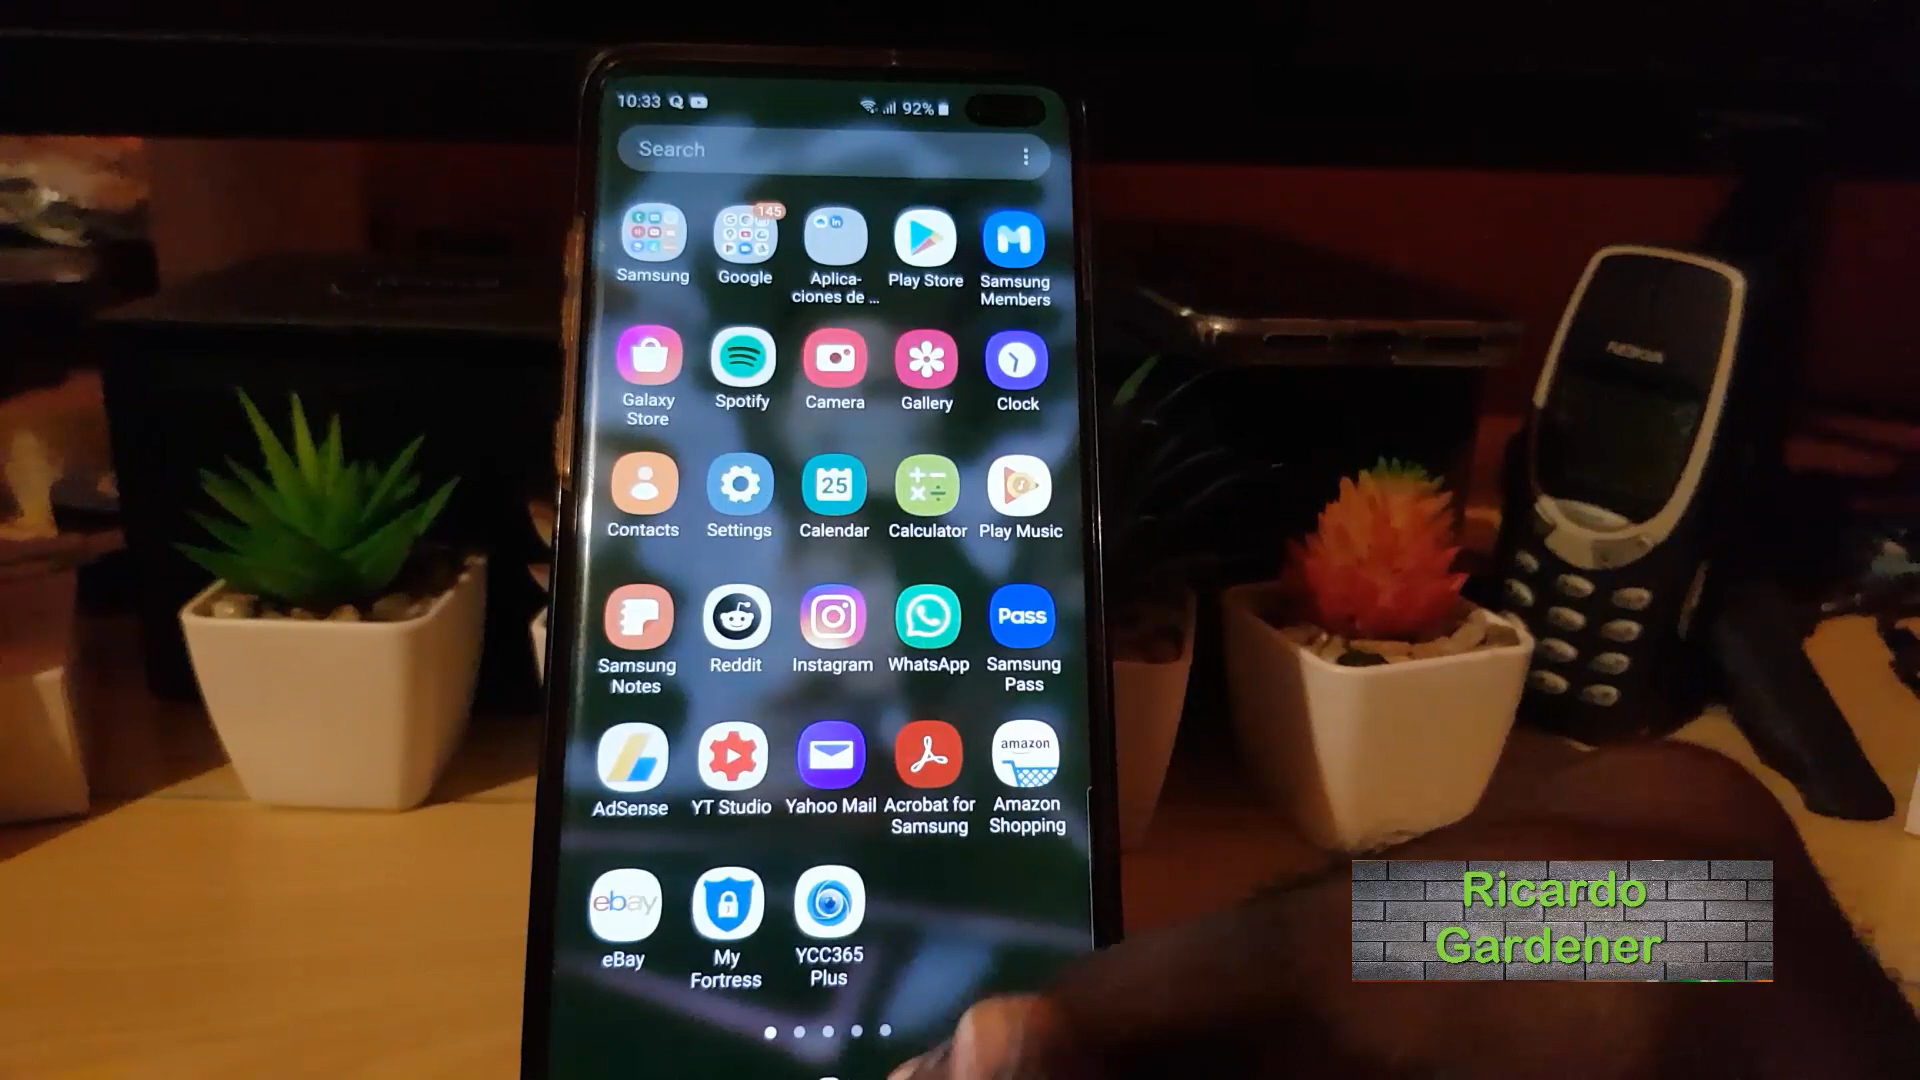 10:33
92%
Search
145
in
Samsung
Google
Aplica-
ciones de ...
Play Store
Samsung
Members
Galaxy
Store
Spotify
Camera
Gallery
Clock
25
Contacts
Settings
Calendar
Calculator
Play Music
Pass
Samsung
Notes
Reddit
Instagram
WhatsApp
Samsung
Pass
amazon
AdSense
YT Studio
Yahoo Mail
Acrobat for
Samsung
Amazon
Shopping
ebay
eBay
My
Fortress
YCC365
Plus
NOKIA
Ricardo
Gardener